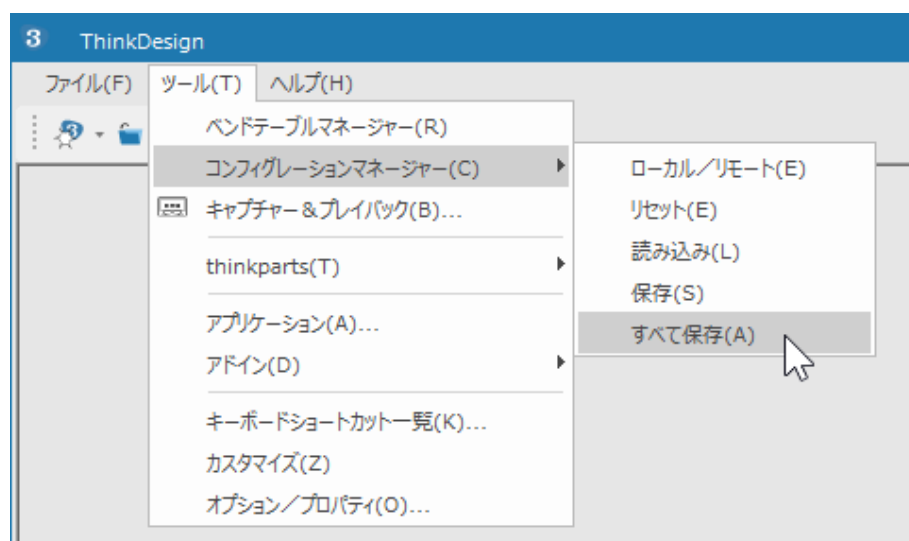 3 ThinkDesign
ファイル(F) ツール(T) ヘルプ(H)
ベンドテーブルマネージャー(R)
コンフィグレーションマネージャー(C)
キャプチャー＆プレイバック(B)...
thinkparts(T)
アプリケーション(A)...
アドイン(D)
キーボードショートカット一覧(K)...
カスタマイズ(Z)
オプション／プロパティ(O)...
ローカル／リモート(E)
リセット(E)
読み込み(L)
保存(S)
すべて保存(A)